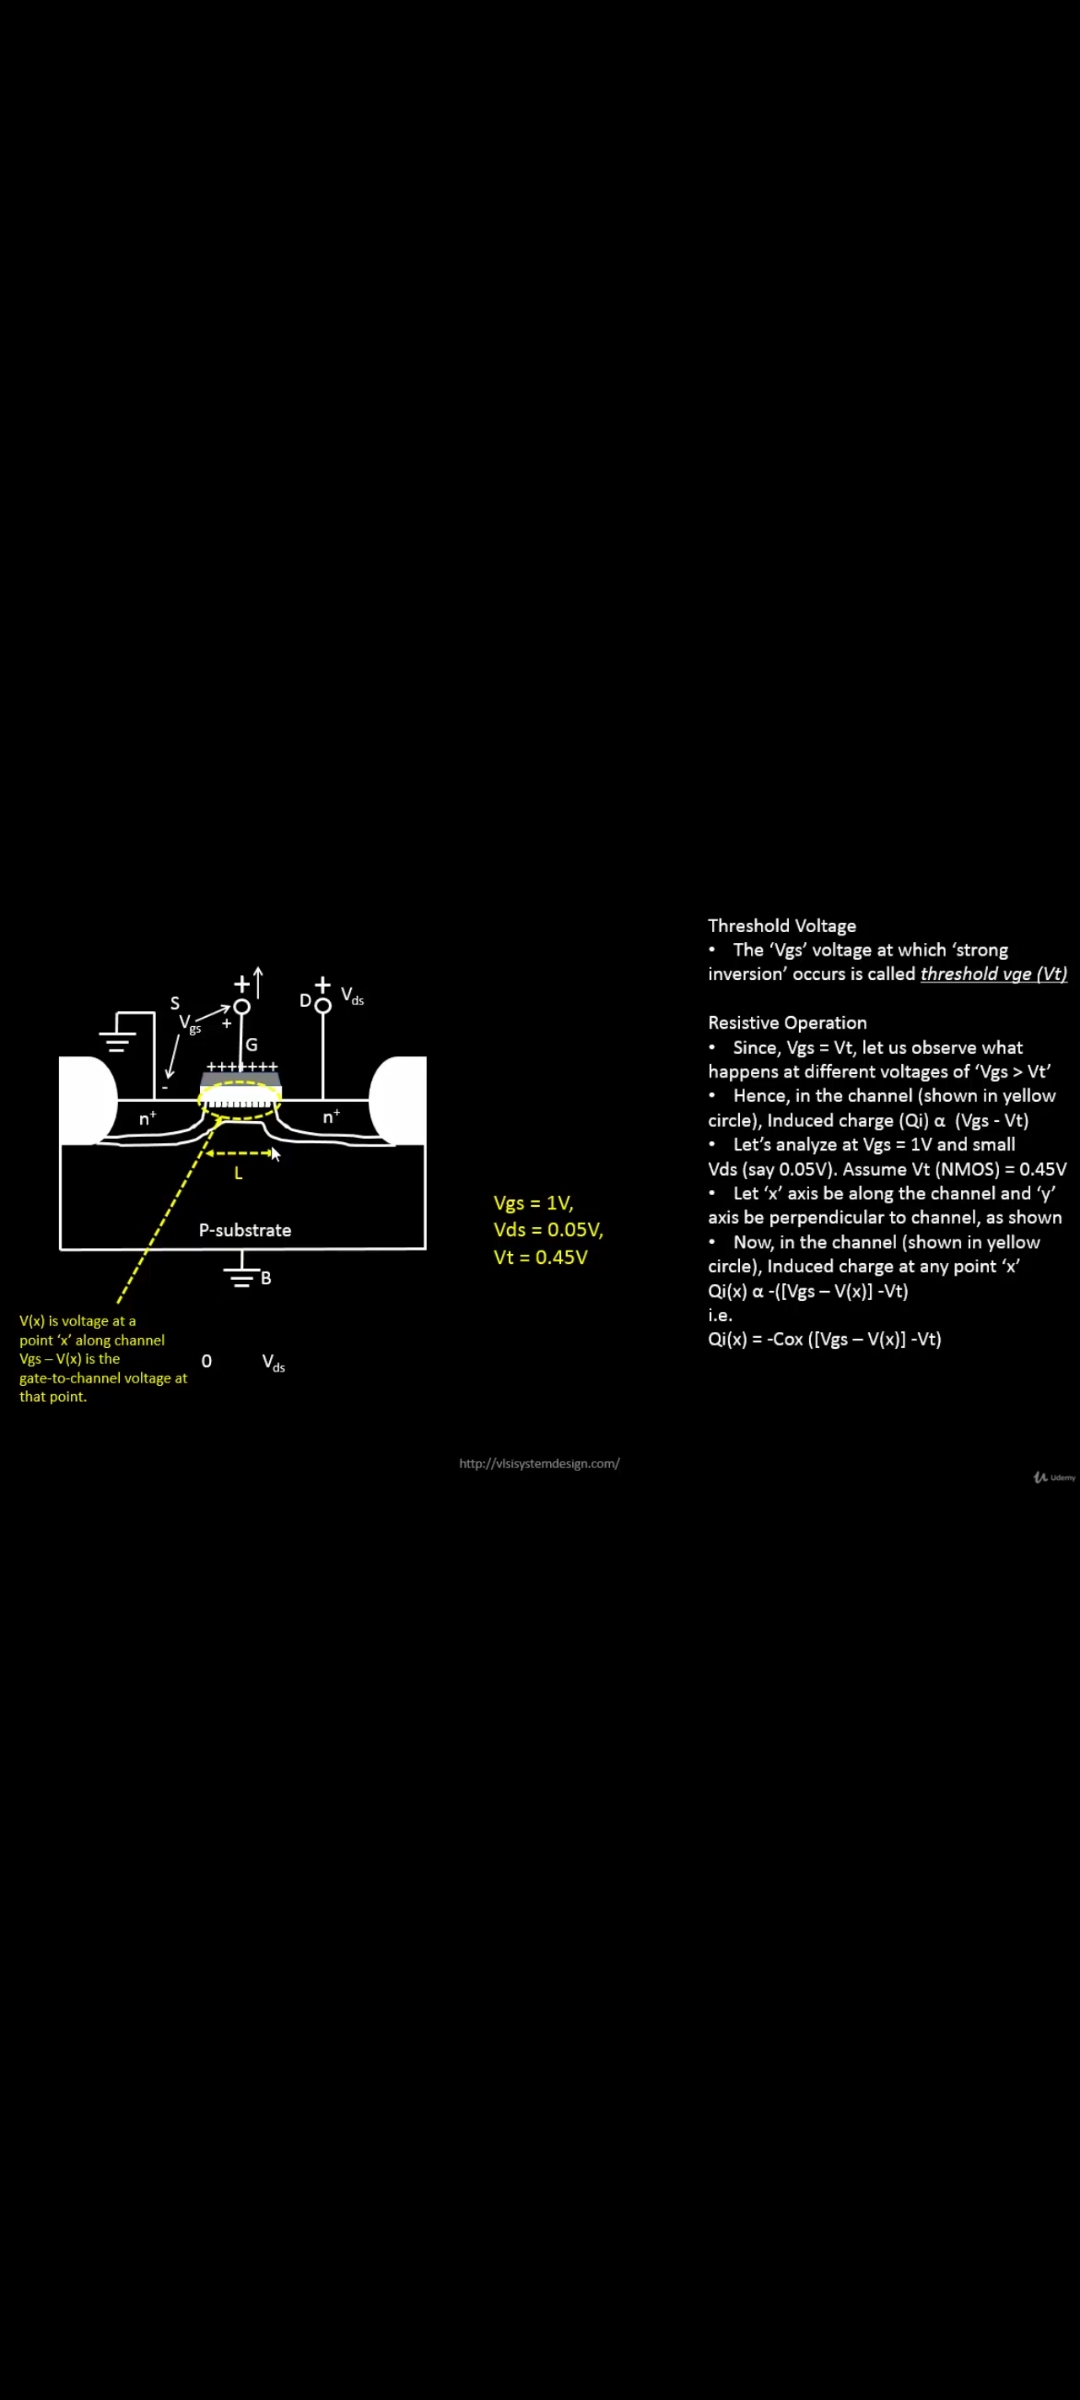 Threshold Voltage
• The ‘Vgs’ voltage at which ‘strong
inversion’ occurs is called threshold vge (Vt)
Resistive Operation
• Since, Vgs = Vt, let us observe what
happens at different voltages of ‘Vgs > Vt’
• Hence, in the channel (shown in yellow
circle), Induced charge (Qi) α (Vgs - Vt)
• Let’s analyze at Vgs = 1V and small
Vds (say 0.05V). Assume Vt (NMOS) = 0.45V
• Let ‘x’ axis be along the channel and ‘y’
axis be perpendicular to channel, as shown
• Now, in the channel (shown in yellow
circle), Induced charge at any point ‘x’
Qi(x) α -([Vgs – V(x)] -Vt)
i.e.
Qi(x) = -Cox ([Vgs – V(x)] -Vt)
+
+
S
D
Vds
Vgs
+
G
+++++++
-
n+
n+
L
P-substrate
B
Vgs = 1V,
Vds = 0.05V,
Vt = 0.45V
V(x) is voltage at a
point ‘x’ along channel
Vgs – V(x) is the
gate-to-channel voltage at
that point.
0
Vds
http://vlsisystemdesign.com/
Udemy